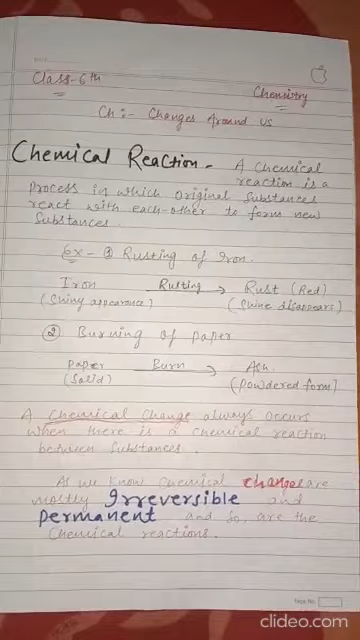 Class-6th
Chemistry
Ch:- Changes Around Us
Chemical Reaction - A Chemical
reaction is a
process in which original substances
react with each-other to form new
Substances.
Ex- ① Rusting of Iron.
Iron Rusting → Rust (Red)
(Shiny appearance) (Shine disappears)
② Burning of paper
Paper Burn → Ash.
(Solid) (Powdered form)
A Chemical Change always occurs
when there is a chemical reaction
between Substances.
As we know chemical changes are
mostly Irreversible and
permanent and so, are the
Chemical reactions.
Page No.
clideo.com